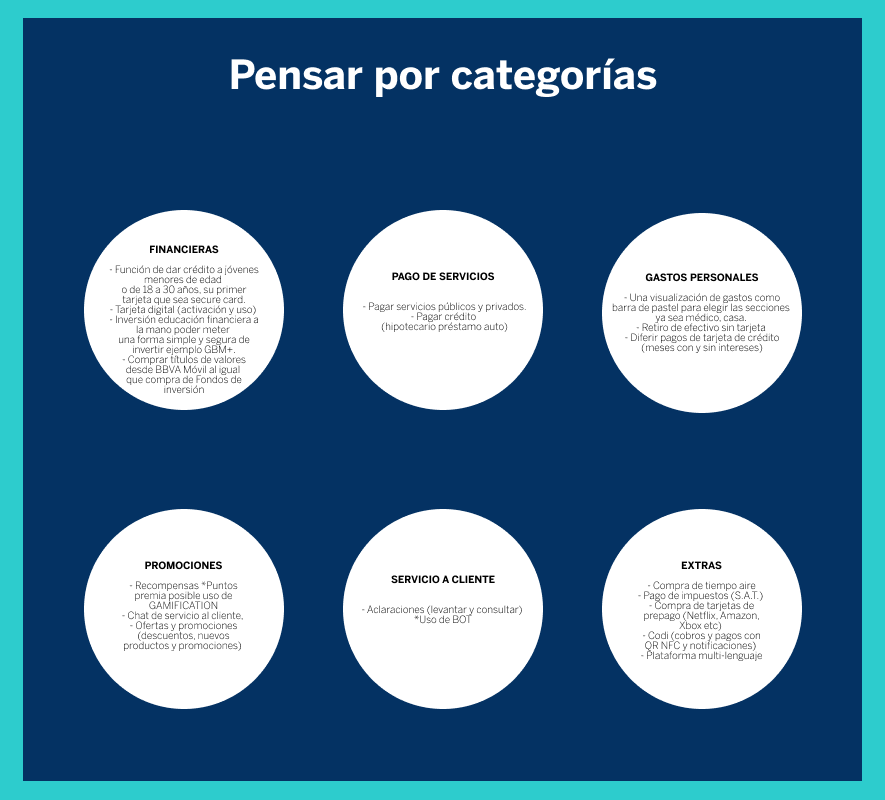 Pensar por categorías
FINANCIERAS
- Función de dar crédito a jóvenes
menores de edad
o de 18 a 30 años, su primer
tarjeta que sea secure card.
- Tarjeta digital (activación y uso)
- Inversión educación financiera a
la mano poder meter
una forma simple y segura de
invertir ejemplo GBM+.
- Comprar títulos de valores
desde BBVA Móvil al igual
que compra de Fondos de
inversión
PAGO DE SERVICIOS
- Pagar servicios públicos y privados.
- Pagar crédito
(hipotecario préstamo auto)
GASTOS PERSONALES
- Una visualización de gastos como
barra de pastel para elegir las secciones
ya sea médico, casa.
- Retiro de efectivo sin tarjeta
- Diferir pagos de tarjeta de crédito
(meses con y sin intereses)
PROMOCIONES
- Recompensas *Puntos
premia posible uso de
GAMIFICATION
- Chat de servicio al cliente,
- Ofertas y promociones
(descuentos, nuevos
productos y promociones)
SERVICIO A CLIENTE
- Aclaraciones (levantar y consultar)
*Uso de BOT
EXTRAS
- Compra de tiempo aire
- Pago de impuestos (S.A.T.)
- Compra de tarjetas de
prepago (Netflix, Amazon,
Xbox etc)
- Codi (cobros y pagos con
QR NFC y notificaciones)
- Plataforma multi-lenguaje